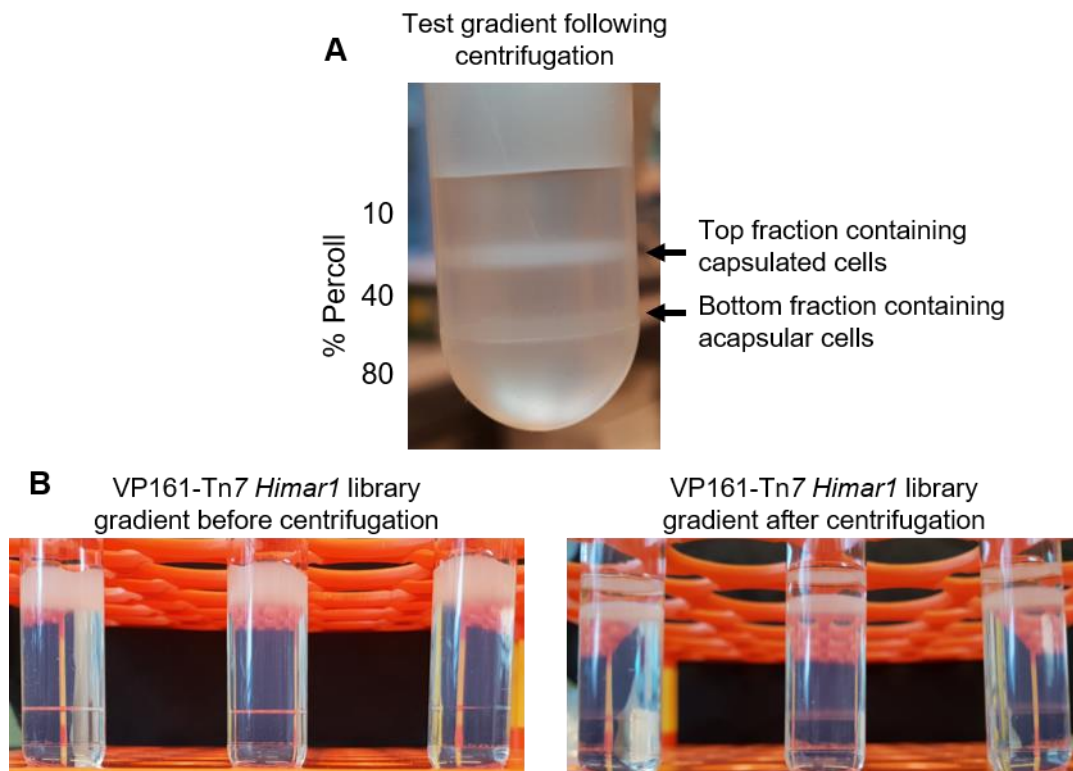 A
Test gradient following
centrifugation
% Percoll
10
40
80
Top fraction containing
capsulated cells
Bottom fraction containing
acapsular cells
B
VP161-Tn7 Himar1 library
gradient before centrifugation
VP161-Tn7 Himar1 library
gradient after centrifugation